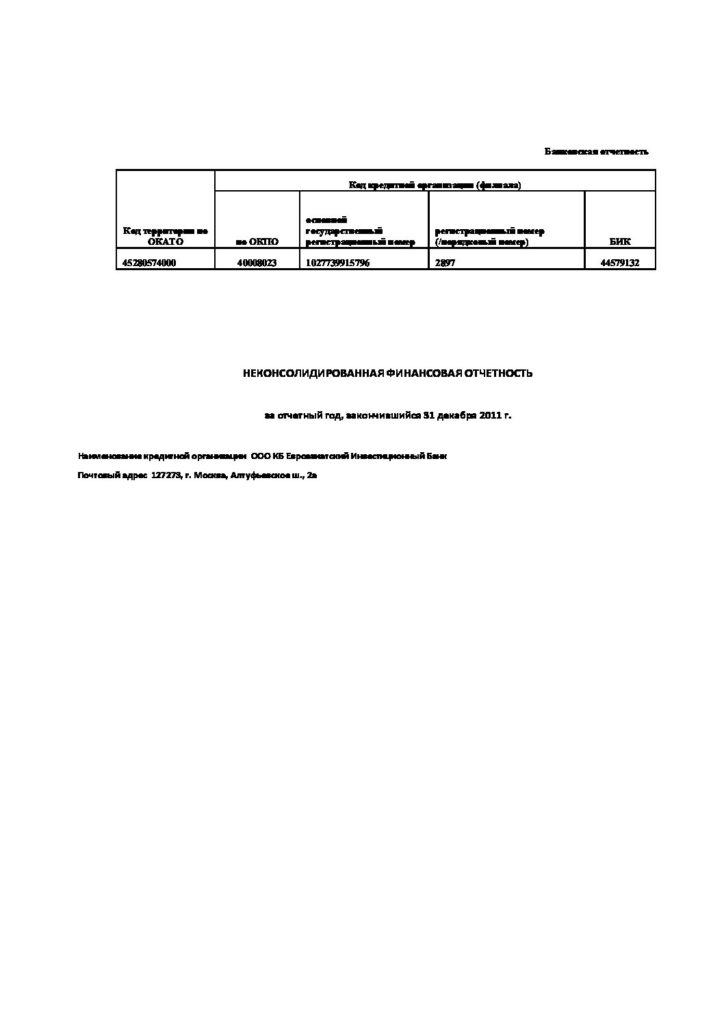 Банковская отчетность
Код кредитной организации (филиала)
Код территории по
ОКАТО
по ОКПО
основной
государственный
регистрационный номер
регистрационный номер
(/порядковый номер)
БИК
45280574000 40008023 1027739915796 2897 44579132
НЕКОНСОЛИДИРОВАННАЯ ФИНАНСОВАЯ ОТЧЕТНОСТЬ
за отчетный год, закончившийся 31 декабря 2011 г.
Наименование кредитной организации ООО КБ Евроазиатский Инвестиционный Банк
Почтовый адрес 127273, г. Москва, Алтуфьевское ш., 2а